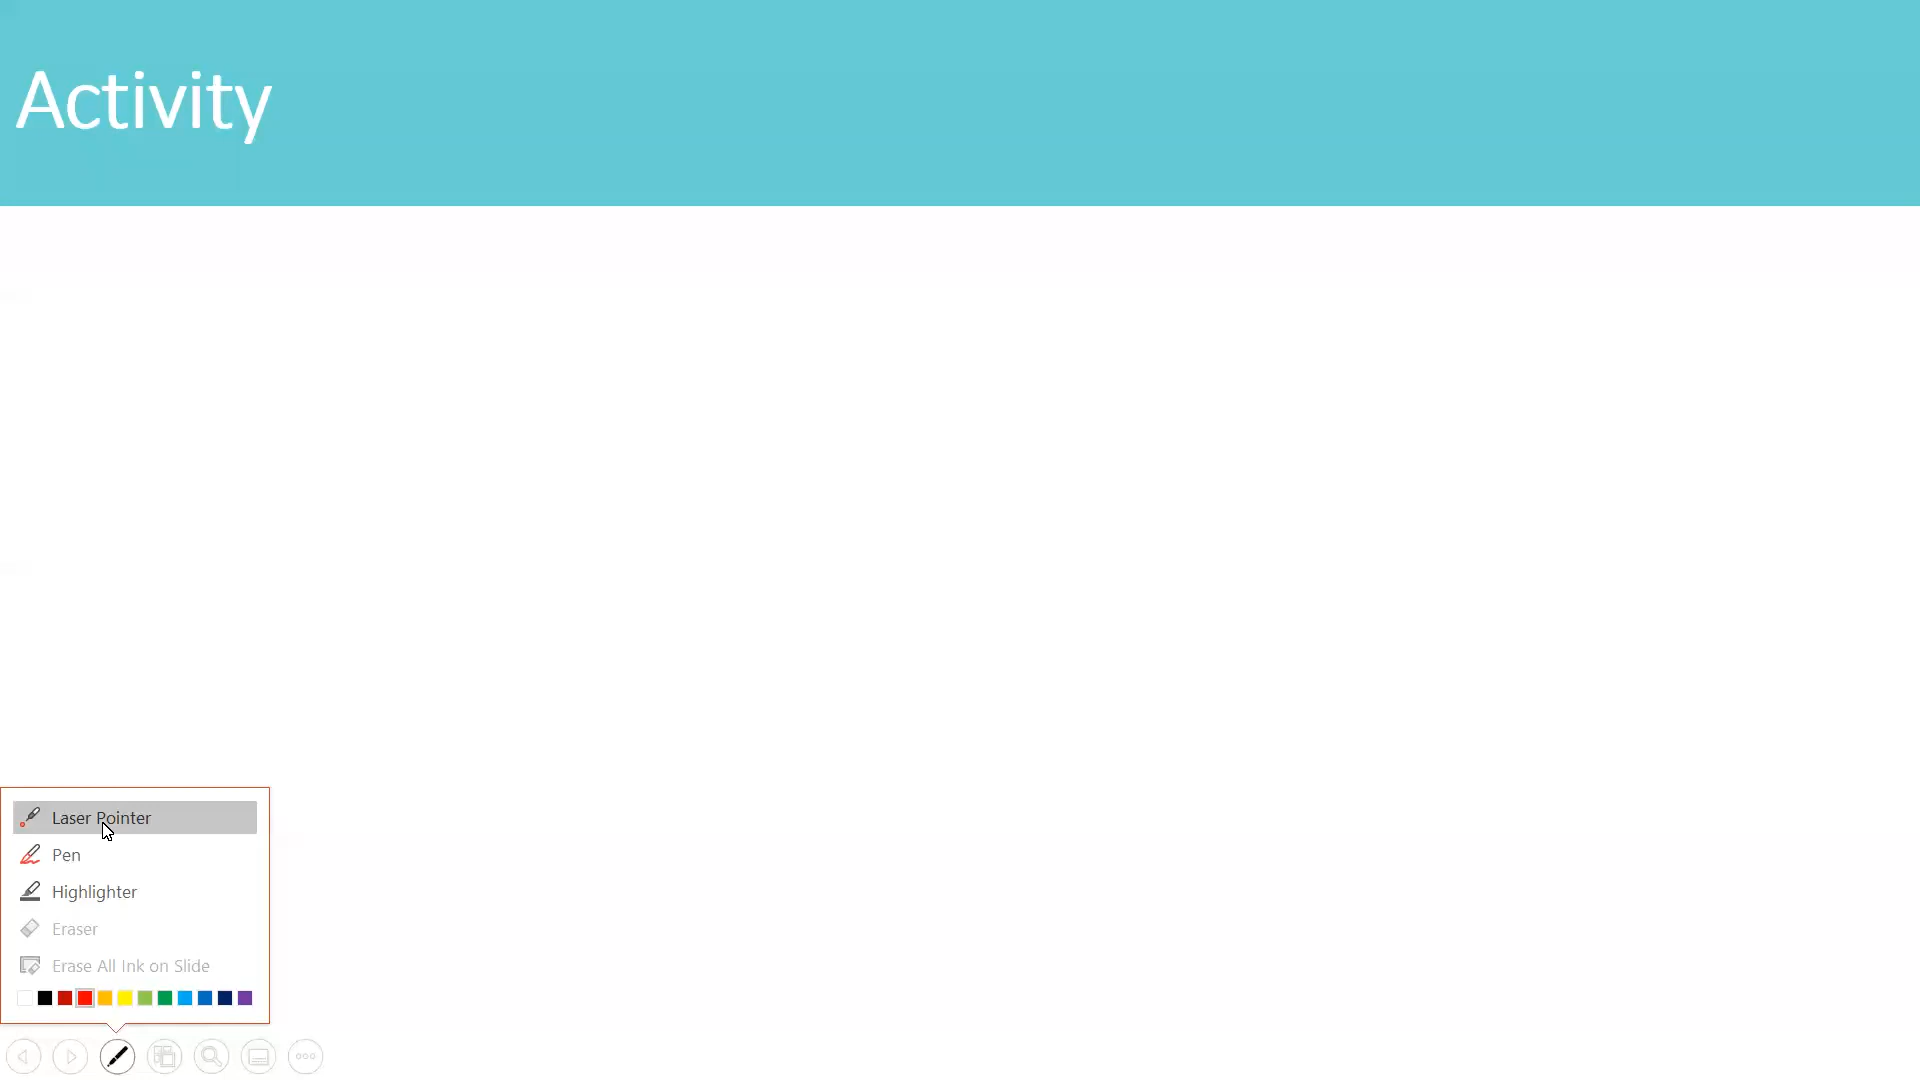 Activity
Laser Pointer
Pen
Highlighter
Eraser
Erase All Ink on Slide